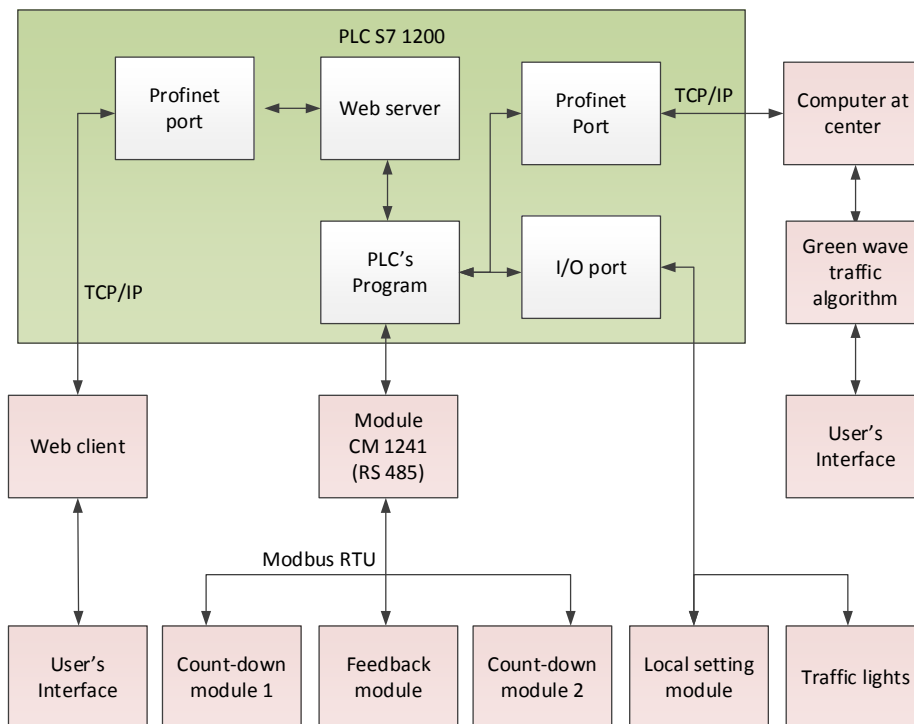 PLC S7 1200
Profinet
port
Web server
Profinet
Port
TCP/IP
Computer at
center
PLC’s
Program
I/O port
Green wave
traffic
algorithm
TCP/IP
Web client
Module
CM 1241
(RS 485)
User’s
Interface
Modbus RTU
User’s
Interface
Count-down
module 1
Feedback
module
Count-down
module 2
Local setting
module
Traffic lights